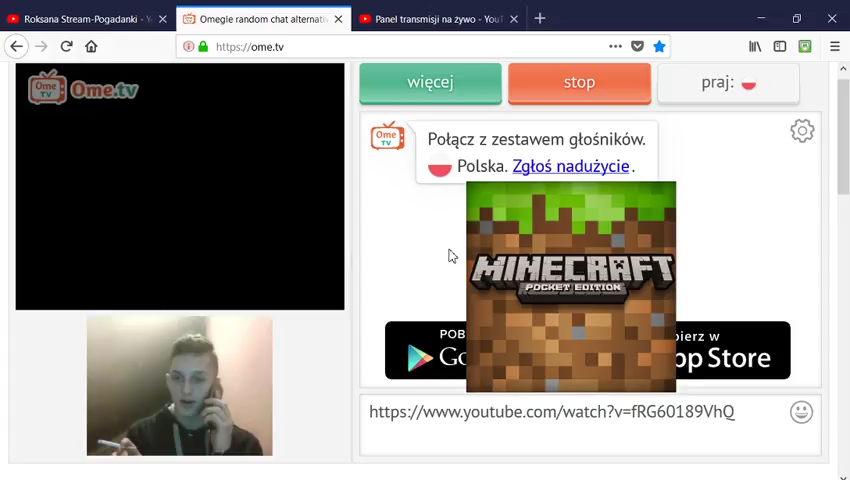 Roksana Stream-Pogadanki - Y
Omegle random chat alternativ
Panel transmisji na żywo - YouT
https://ome.tv
Ome
TV
Ome.tv
więcej
stop
praj:
Ome
TV
Połącz z zestawem głośników.
Polska. Zgłoś nadużycie.
MINECRAFT
POCKET EDITION
POB
Go
bierz w
pp Store
https://www.youtube.com/watch?v=fRG60189VhQ